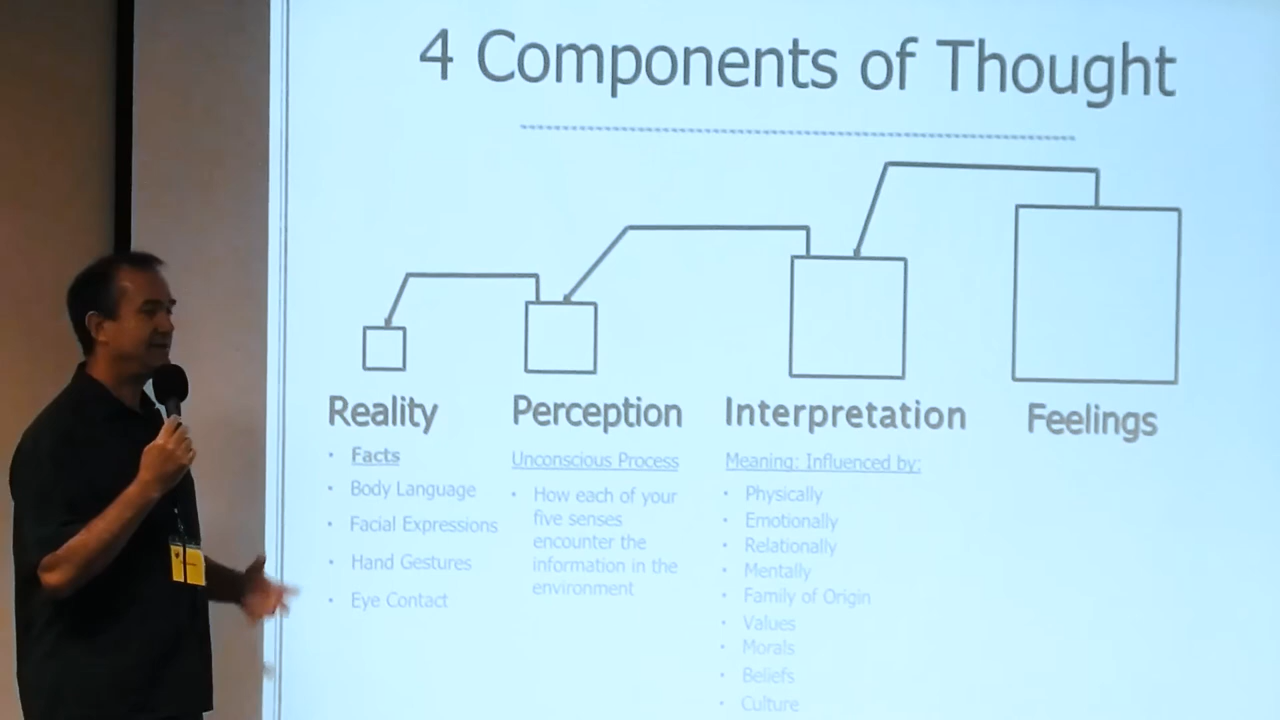 4 Components of Thought
Reality
• Facts
• Body Language
• Facial Expressions
• Hand Gestures
• Eye Contact
Perception
Unconscious Process
• How each of your
five senses
encounter the
information in the
environment
Interpretation
Meaning: Influenced by:
• Physically
• Emotionally
• Relationally
• Mentally
• Family of Origin
• Values
• Morals
• Beliefs
• Culture
Feelings